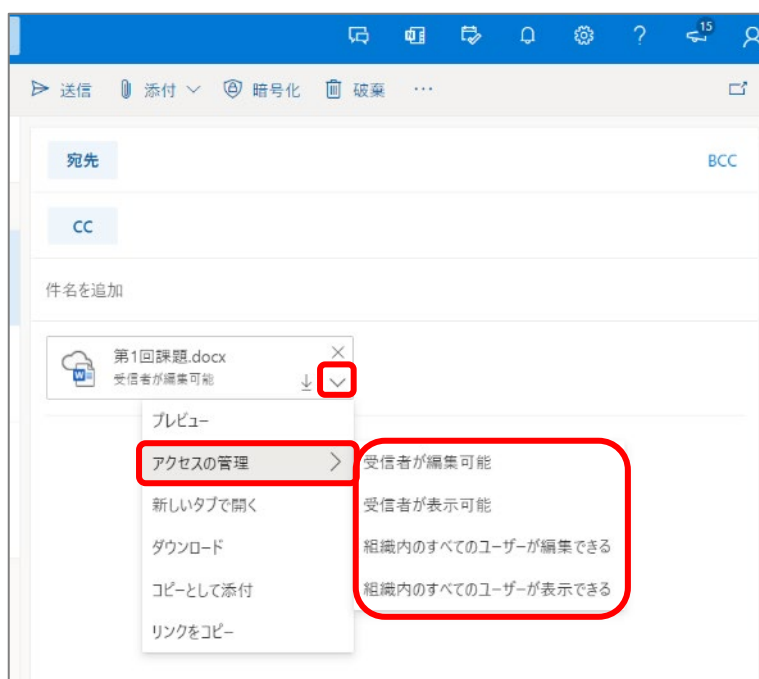 15
送信 添付 暗号化 破棄 …
宛先 BCC
CC
件名を追加
第1回課題.docx
受信者が編集可能
プレビュー
アクセスの管理 受信者が編集可能
新しいタブで開く 受信者が表示可能
ダウンロード 組織内のすべてのユーザーが編集できる
コピーとして添付 組織内のすべてのユーザーが表示できる
リンクをコピー